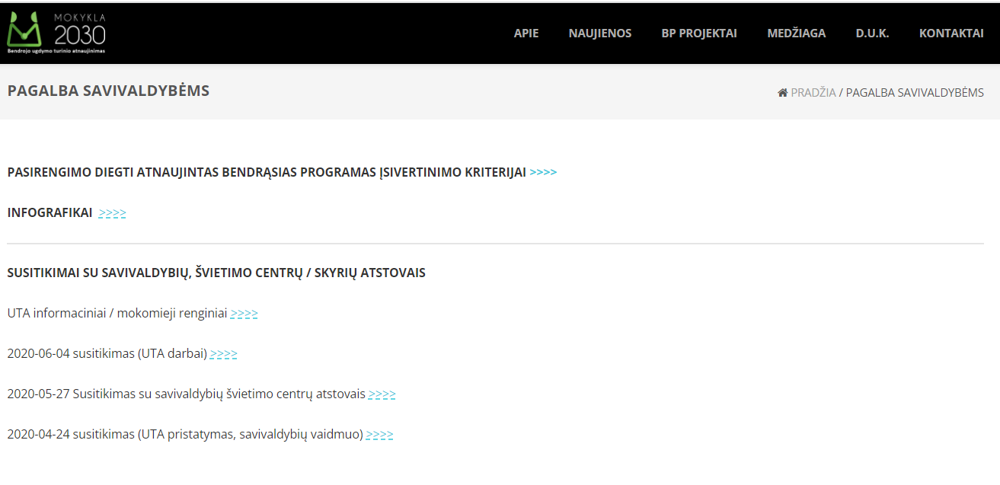 MOKYKLA
2030
Bendrojo ugdymo turinio atnaujinimas
APIE NAUJIENOS BP PROJEKTAI MEDŽIAGA D.U.K. KONTAKTAI
PAGALBA SAVIVALDYBĖMS
PRADŽIA / PAGALBA SAVIVALDYBĖMS
PASIRENGIMO DIEGTI ATNAUJINTAS BENDRĄSIAS PROGRAMAS ĮSIVERTINIMO KRITERIJAI >>>>
INFOGRAFIKAI >>>>
SUSITIKIMAI SU SAVIVALDYBIŲ, ŠVIETIMO CENTRŲ / SKYRIŲ ATSTOVAIS
UTA informaciniai / mokomieji renginiai >>>>
2020-06-04 susitikimas (UTA darbai) >>>>
2020-05-27 Susitikimas su savivaldybių švietimo centrų atstovais >>>>
2020-04-24 susitikimas (UTA pristatymas, savivaldybių vaidmuo) >>>>